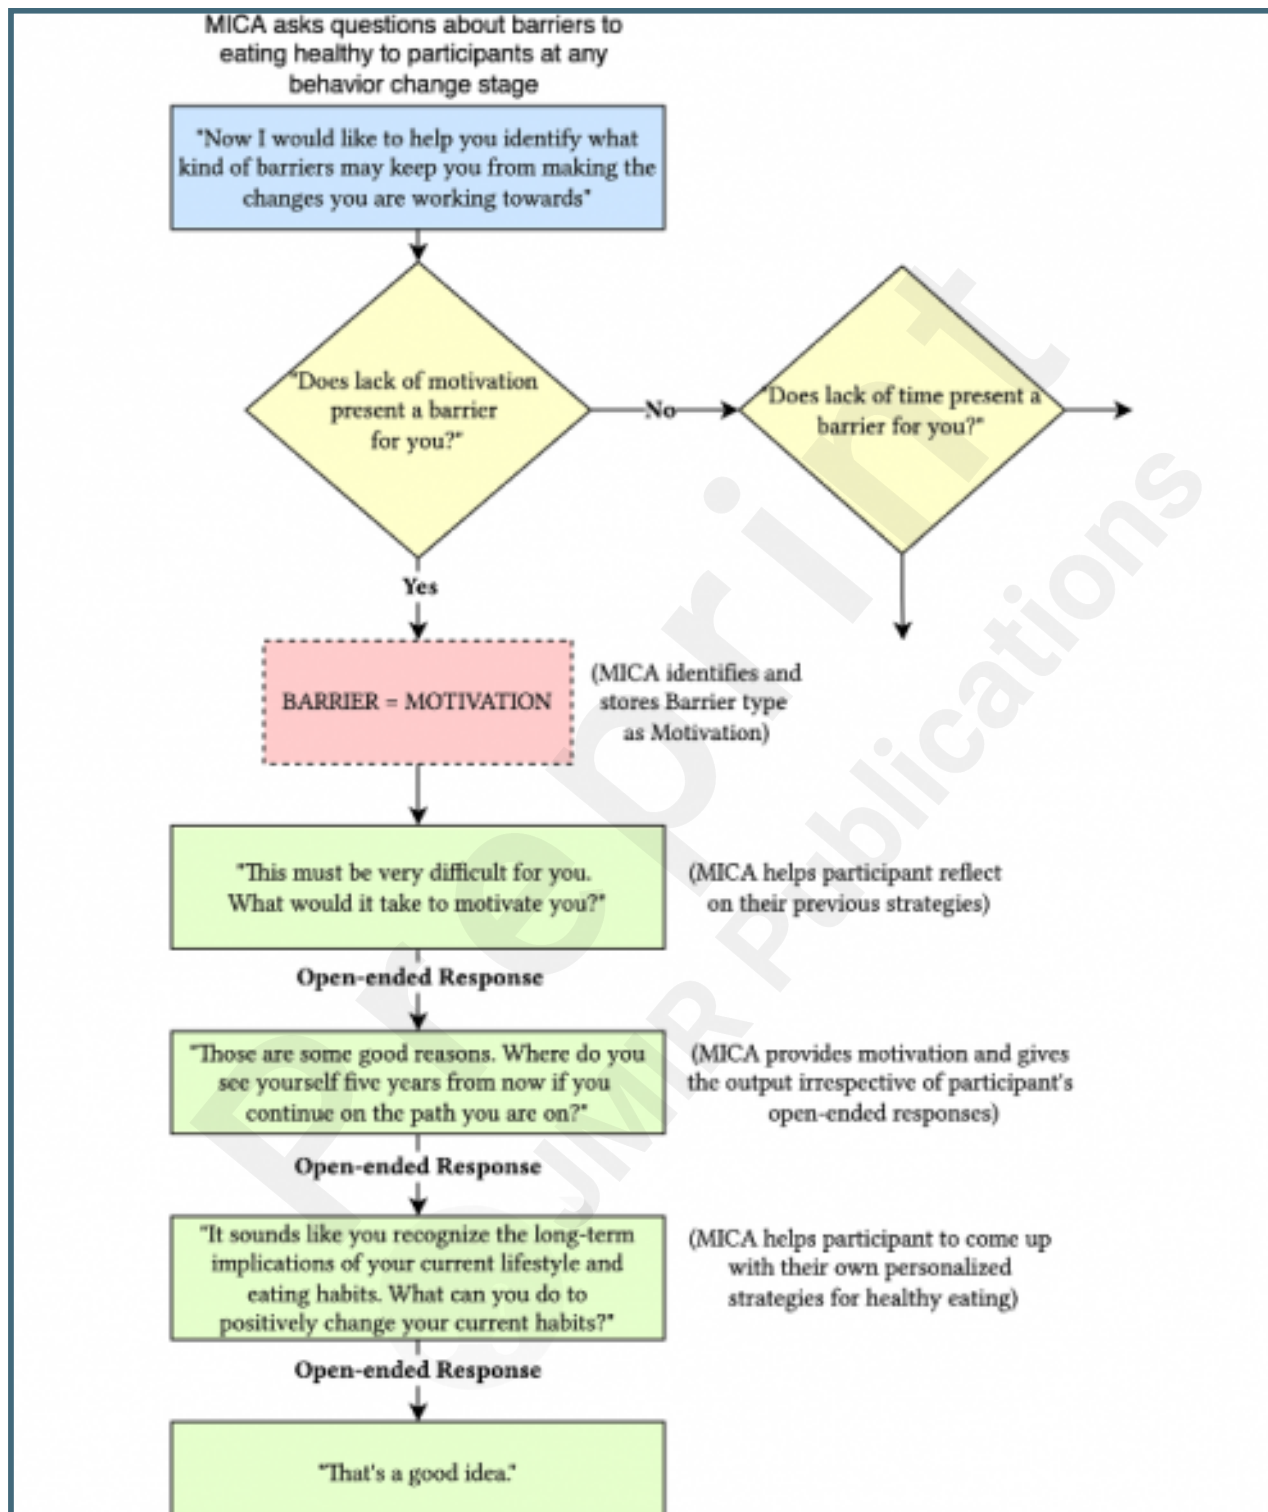 MICA asks questions about barriers to
eating healthy to participants at any
behavior change stage
"Now I would like to help you identify what
kind of barriers may keep you from making the
changes you are working towards"
"Does lack of motivation
present a barrier
for you?"
No
"Does lack of time present a
barrier for you?"
Yes
BARRIER = MOTIVATION
(MICA identifies and
stores Barrier type
as Motivation)
"This must be very difficult for you.
What would it take to motivate you?"
(MICA helps participant reflect
on their previous strategies)
Open-ended Response
"Those are some good reasons. Where do you
see yourself five years from now if you
continue on the path you are on?"
(MICA provides motivation and gives
the output irrespective of participant's
open-ended responses)
Open-ended Response
"It sounds like you recognize the long-term
implications of your current lifestyle and
eating habits. What can you do to
positively change your current habits?"
(MICA helps participant to come up
with their own personalized
strategies for healthy eating)
Open-ended Response
"That's a good idea."
Preprint
JMIR Publications